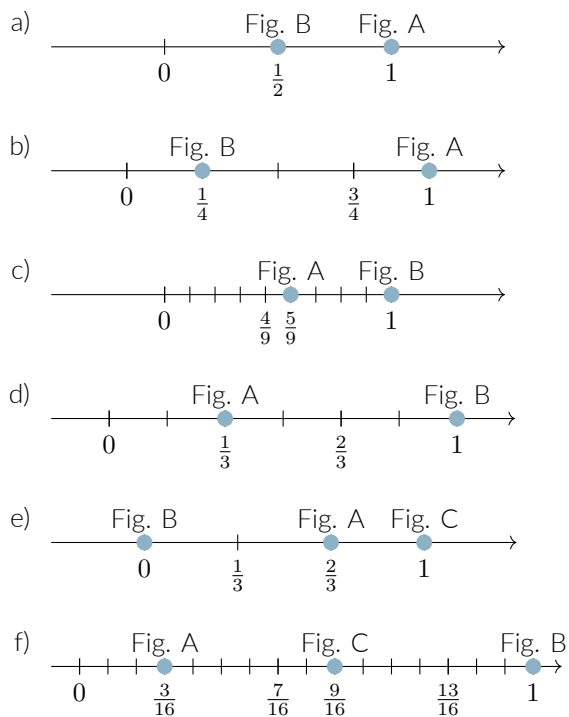 a) Fig. B Fig. A
0 1/2 1
b) Fig. B Fig. A
0 1/4 3/4 1
c) Fig. A Fig. B
0 4/9 5/9 1
d) Fig. A Fig. B
0 1/3 2/3 1
e) Fig. B Fig. A Fig. C
0 1/3 2/3 1
f) Fig. A Fig. C Fig. B
0 3/16 7/16 9/16 13/16 1